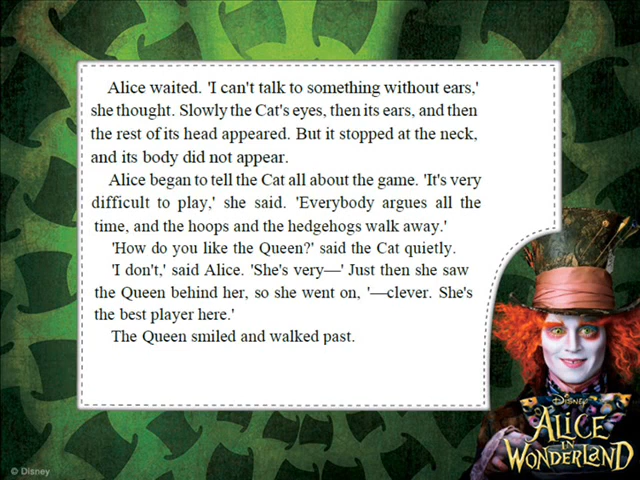 Alice waited. 'I can't talk to something without ears,'
she thought. Slowly the Cat's eyes, then its ears, and then
the rest of its head appeared. But it stopped at the neck,
and its body did not appear.
Alice began to tell the Cat all about the game. 'It's very
difficult to play,' she said. 'Everybody argues all the
time, and the hoops and the hedgehogs walk away.'
'How do you like the Queen?' said the Cat quietly.
'I don't,' said Alice. 'She's very—' Just then she saw
the Queen behind her, so she went on, '—clever. She's
the best player here.'
The Queen smiled and walked past.
DISNEY
ALICE
IN
WONDERLAND
© Disney